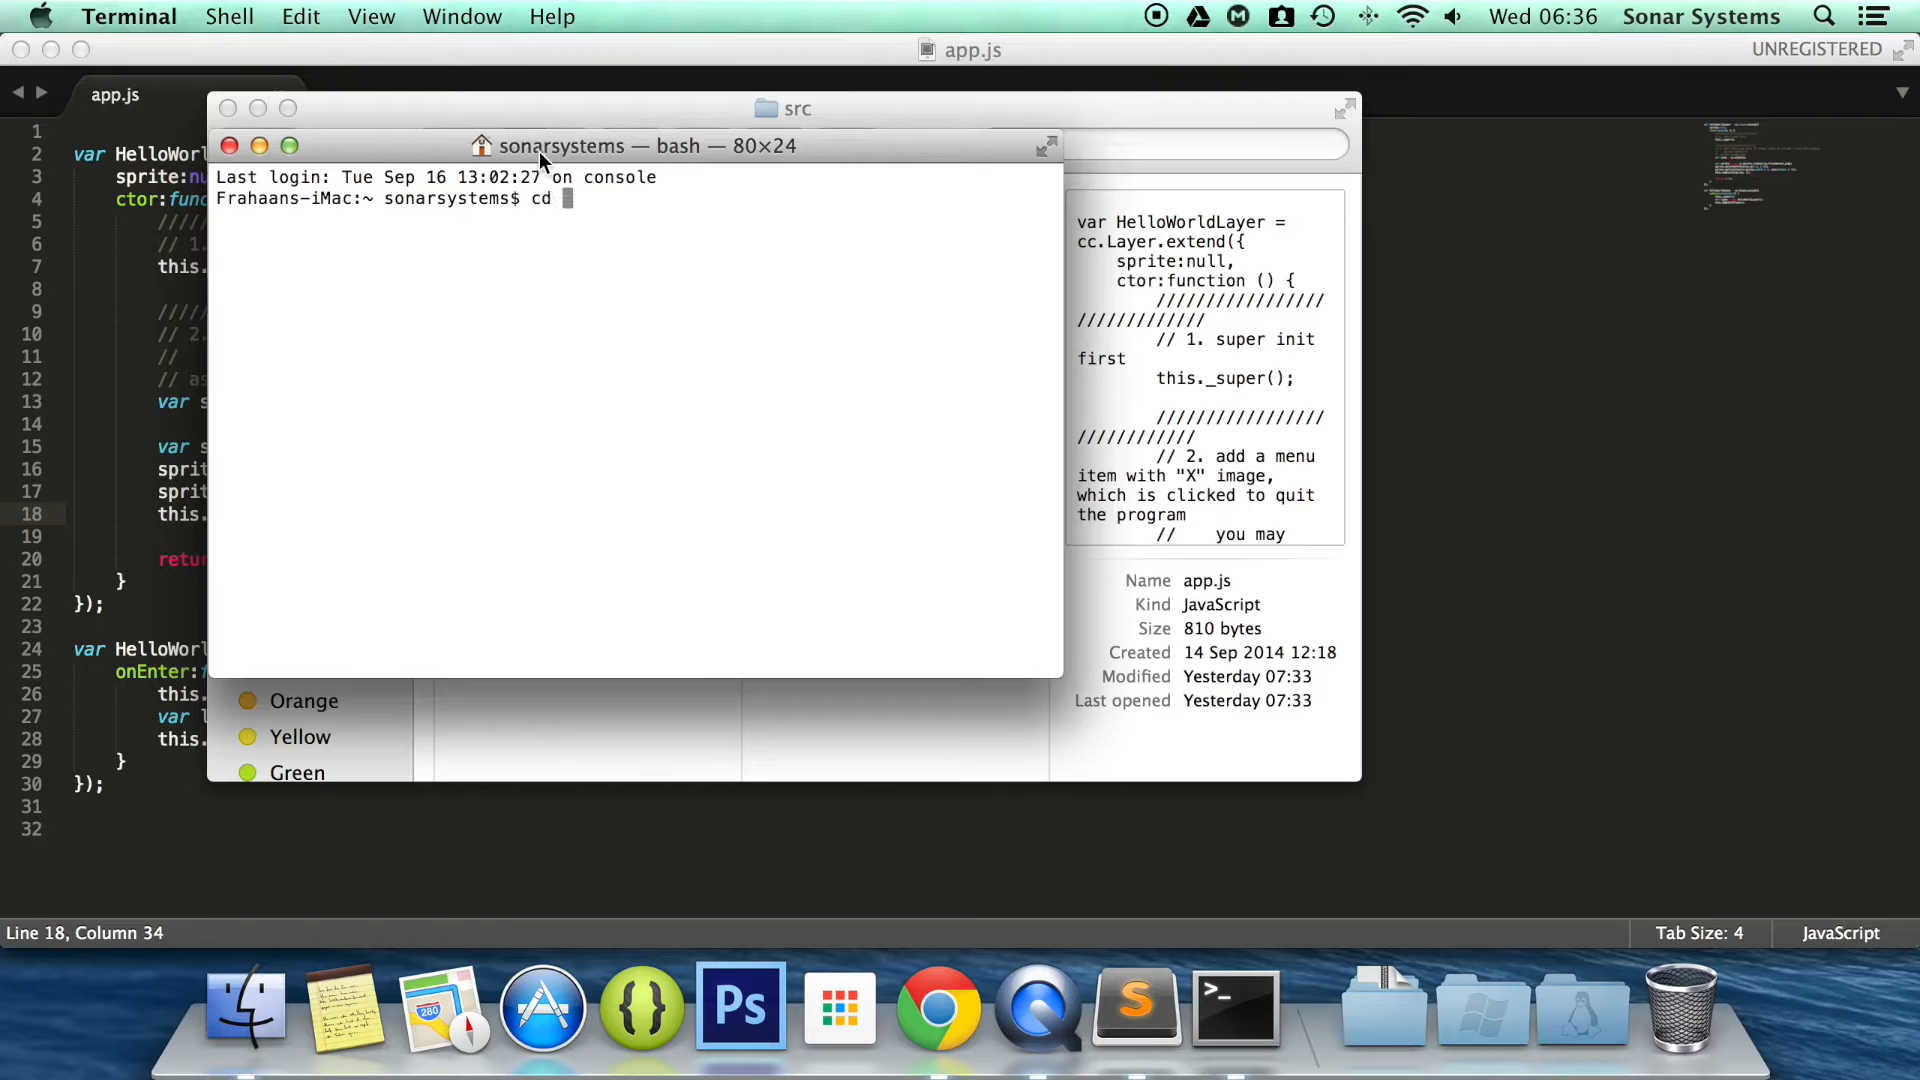 Terminal Shell Edit View Window Help Wed 06:36 Sonar Systems
app.js UNREGISTERED
app.js
src
sonarsystems — bash — 80×24
Last login: Tue Sep 16 13:02:27 on console
Frahaans-iMac:~ sonarsystems$ cd
1
2 var HelloWorl
3 sprite:nu
4 ctor:func
5 /////
6 // 1.
7 this.
8
9 /////
10 // 2.
11 //
12 // as
13 var s
14
15 var s
16 sprit
17 sprit
18 this.
19
20 retur
21 }
22 });
23
24 var HelloWorl
25 onEnter:f
26 this.
27 var l
28 this.
29 }
30 });
31
32
var HelloWorldLayer =
cc.Layer.extend({
sprite:null,
ctor:function () {
/////////////////
/////////////
// 1. super init
first
this._super();
/////////////////
////////////
// 2. add a menu
item with "X" image,
which is clicked to quit
the program
// you may
Name app.js
Kind JavaScript
Size 810 bytes
Created 14 Sep 2014 12:18
Modified Yesterday 07:33
Last opened Yesterday 07:33
Orange
Yellow
Green
Line 18, Column 34 Tab Size: 4 JavaScript
280
{}
Ps
S
>_